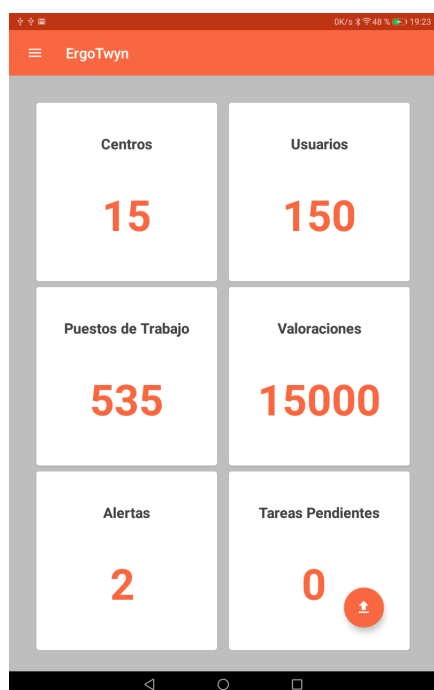 0K/s 48 % 19:23
ErgoTwyn
Centros
15
Usuarios
150
Puestos de Trabajo
535
Valoraciones
15000
Alertas
2
Tareas Pendientes
0